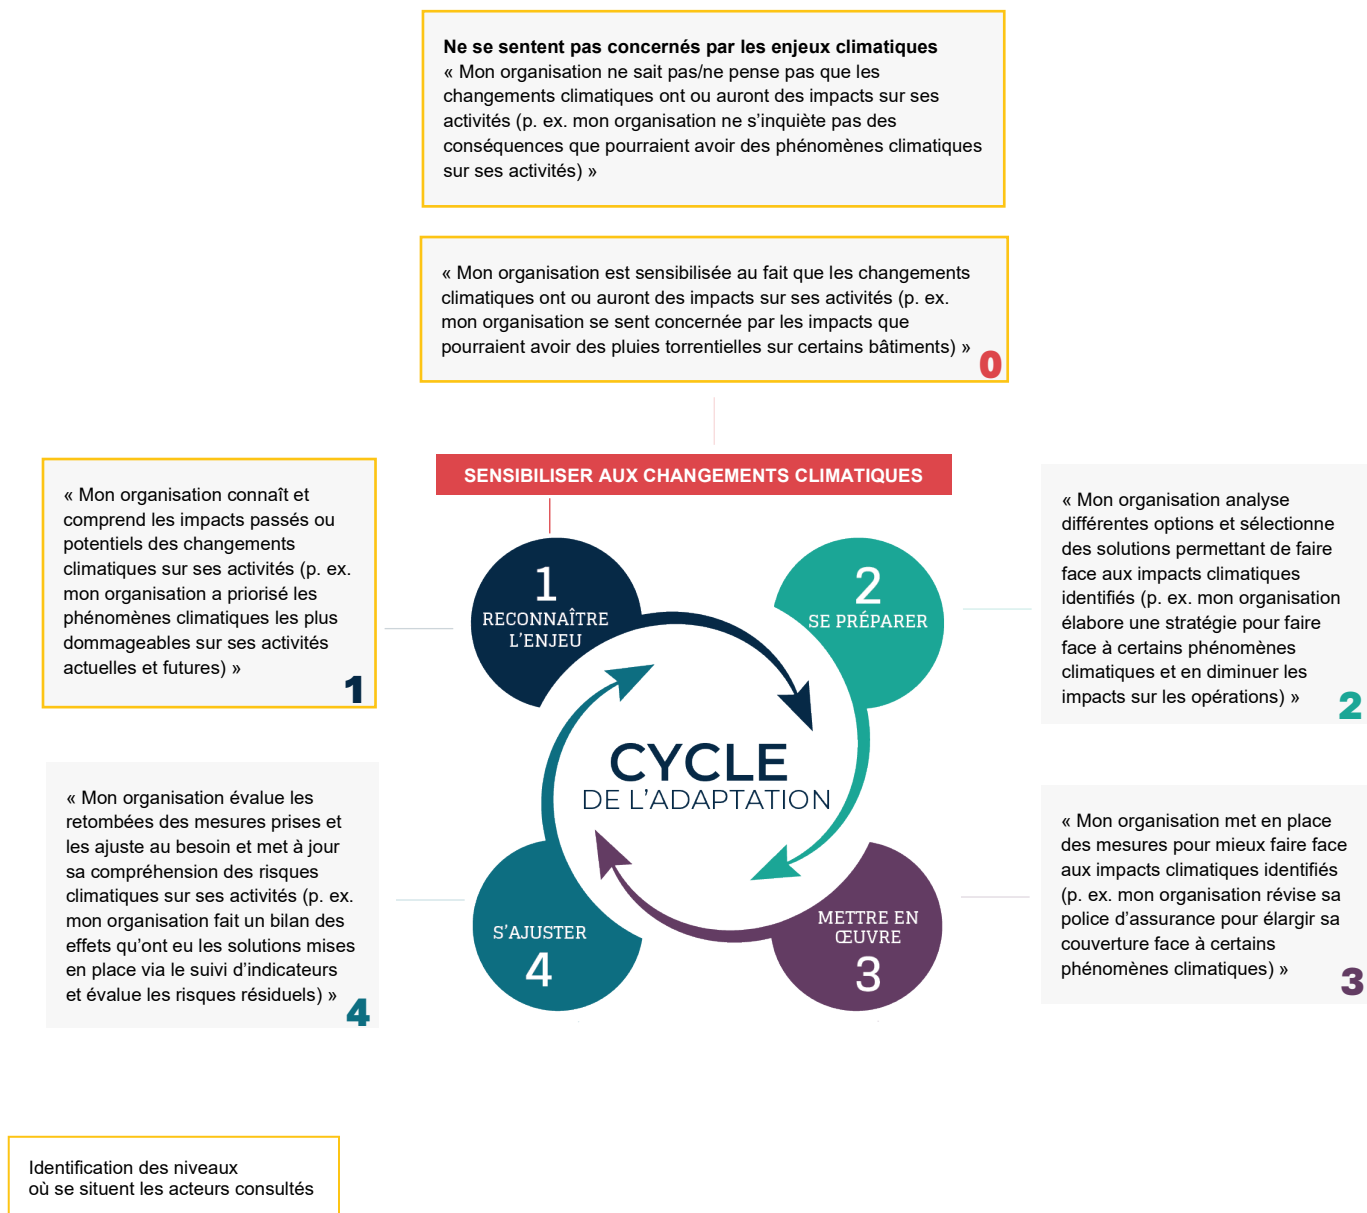 Ne se sentent pas concernés par les enjeux climatiques
« Mon organisation ne sait pas/ne pense pas que les
changements climatiques ont ou auront des impacts sur ses
activités (p. ex. mon organisation ne s'inquiète pas des
conséquences que pourraient avoir des phénomènes climatiques
sur ses activités) »
« Mon organisation est sensibilisée au fait que les changements
climatiques ont ou auront des impacts sur ses activités (p. ex.
mon organisation se sent concernée par les impacts que
pourraient avoir des pluies torrentielles sur certains bâtiments) »
0
SENSIBILISER AUX CHANGEMENTS CLIMATIQUES
« Mon organisation connaît et
comprend les impacts passés ou
potentiels des changements
climatiques sur ses activités (p. ex.
mon organisation a priorisé les
phénomènes climatiques les plus
dommageables sur ses activités
actuelles et futures) »
1
1
RECONNAÎTRE
L'ENJEU
2
SE PRÉPARER
« Mon organisation analyse
différentes options et sélectionne
des solutions permettant de faire
face aux impacts climatiques
identifiés (p. ex. mon organisation
élabore une stratégie pour faire
face à certains phénomènes
climatiques et en diminuer les
impacts sur les opérations) »
2
CYCLE
DE L'ADAPTATION
« Mon organisation évalue les
retombées des mesures prises et
les ajuste au besoin et met à jour
sa compréhension des risques
climatiques sur ses activités (p. ex.
mon organisation fait un bilan des
effets qu'ont eu les solutions mises
en place via le suivi d'indicateurs
et évalue les risques résiduels) »
4
S'AJUSTER
4
METTRE EN
ŒUVRE
3
« Mon organisation met en place
des mesures pour mieux faire face
aux impacts climatiques identifiés
(p. ex. mon organisation révise sa
police d'assurance pour élargir sa
couverture face à certains
phénomènes climatiques) »
3
Identification des niveaux
où se situent les acteurs consultés